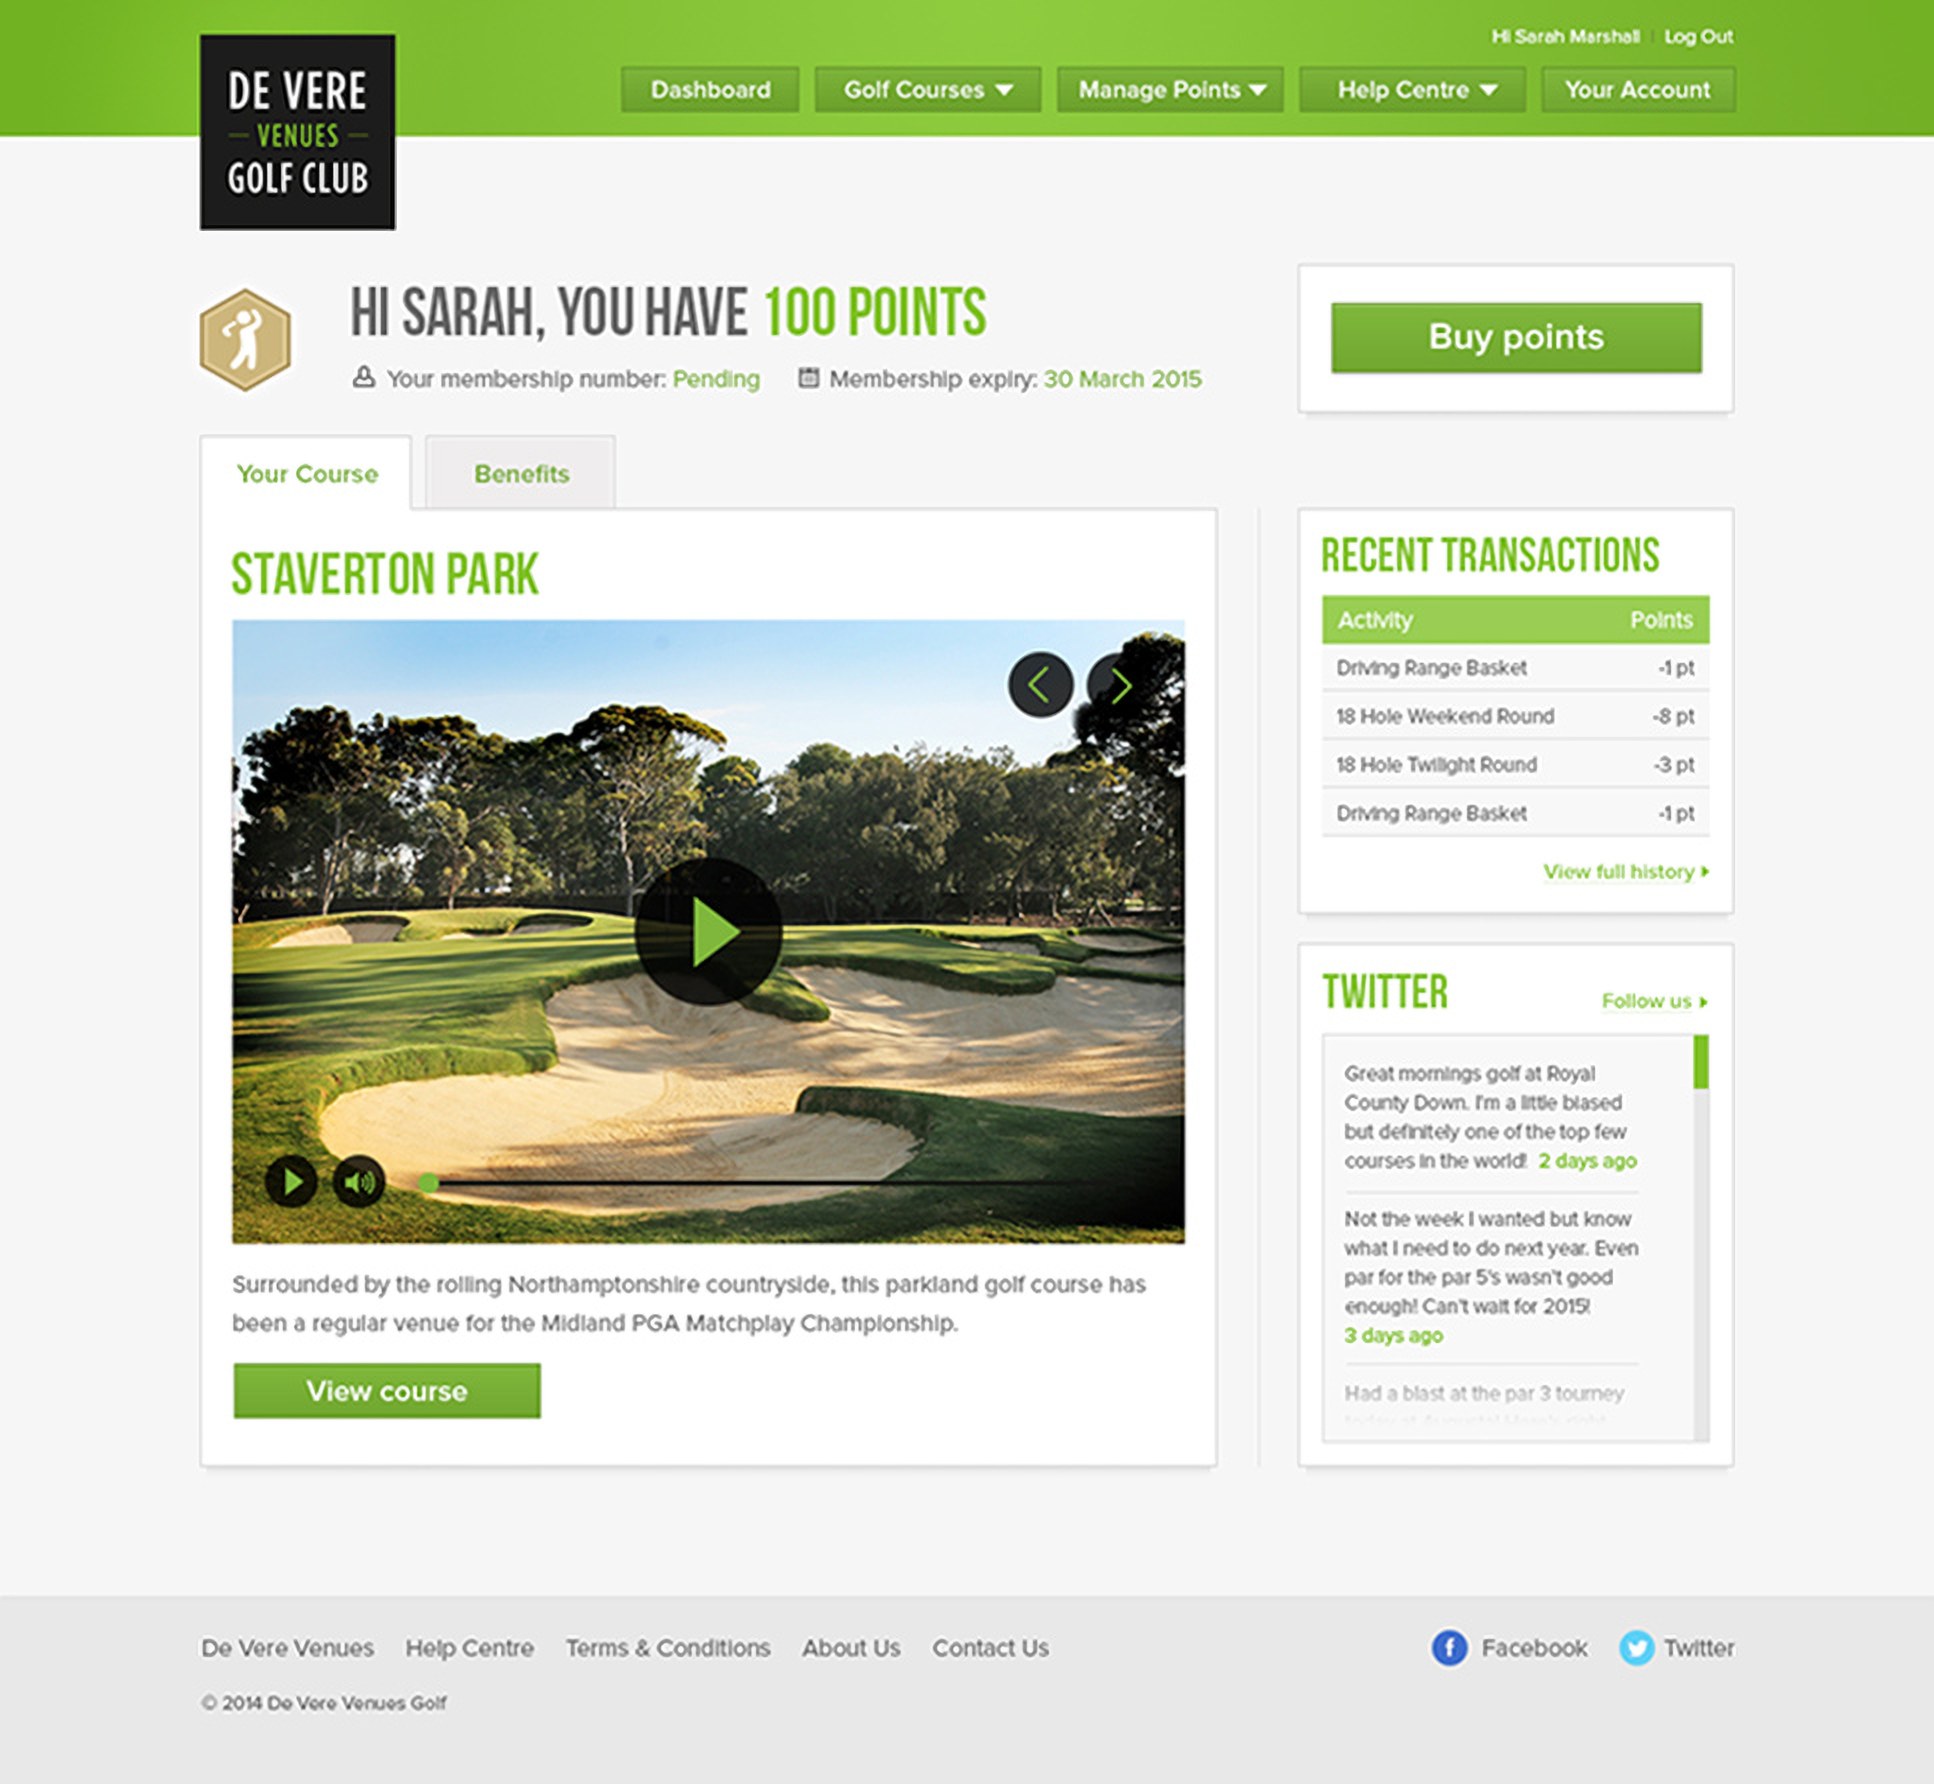 Hi Sarah Marshall
Log Out
DE VERE
VENUES
GOLF CLUB
Dashboard
Golf Courses
Manage Points
Help Centre
Your Account
HI SARAH, YOU HAVE 100 POINTS
Your membership number: Pending
Membership expiry: 30 March 2015
Buy points
Your Course
Benefits
STAVERTON PARK
Surrounded by the rolling Northamptonshire countryside, this parkland golf course has
been a regular venue for the Midland PGA Matchplay Championship.
View course
RECENT TRANSACTIONS
Activity Points
Driving Range Basket -1 pt
18 Hole Weekend Round -8 pt
18 Hole Twilight Round -3 pt
Driving Range Basket -1 pt
View full history
TWITTER
Follow us
Great mornings golf at Royal
County Down. I'm a little biased
but definitely one of the top few
courses in the world! 2 days ago
Not the week I wanted but know
what I need to do next year. Even
par for the par 5's wasn't good
enough! Can't wait for 2015!
3 days ago
Had a blast at the par 3 tourney
De Vere Venues
Help Centre
Terms & Conditions
About Us
Contact Us
Facebook
Twitter
© 2014 De Vere Venues Golf